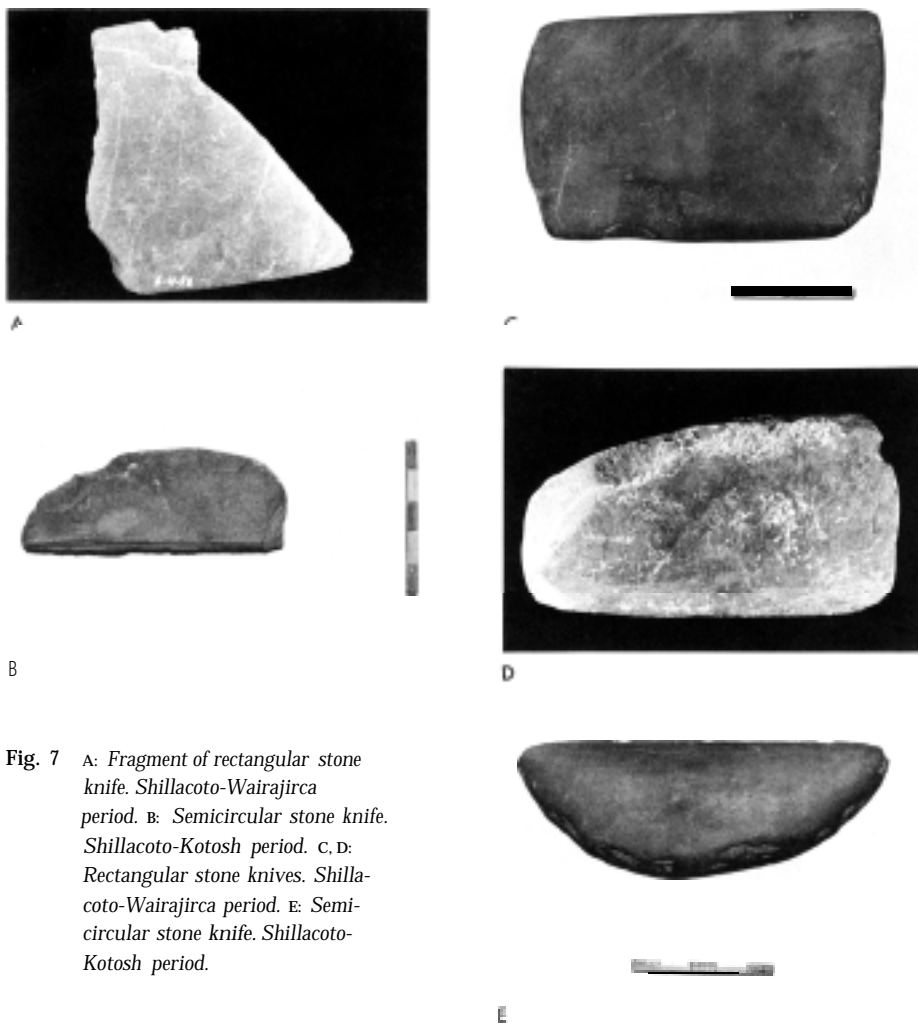 A
C
B
D
Fig. 7 A: Fragment of rectangular stone
knife. Shillacoto-Wairajirca
period. B: Semicircular stone knife.
Shillacoto-Kotosh period. C, D:
Rectangular stone knives. Shilla-
coto-Wairajirca period. E: Semi-
circular stone knife. Shillacoto-
Kotosh period.
E